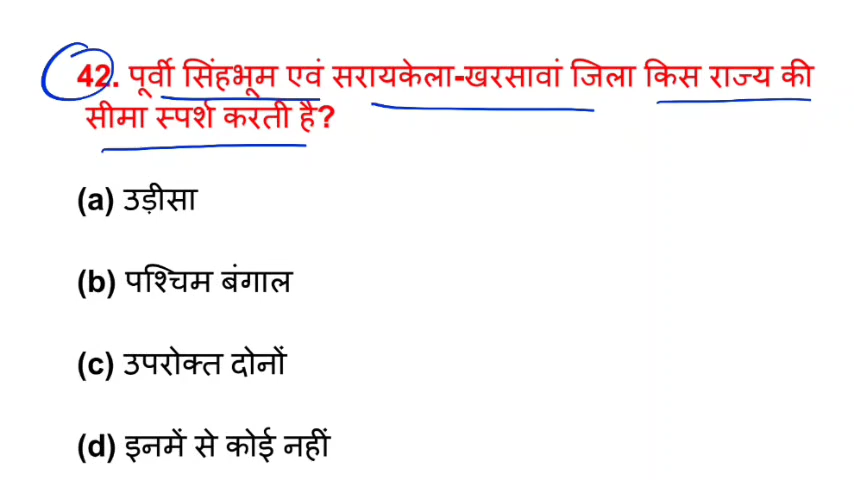 42. पूर्वी सिंहभूम एवं सरायकेला-खरसावां जिला किस राज्य की
सीमा स्पर्श करती है?
(a) उड़ीसा
(b) पश्चिम बंगाल
(c) उपरोक्त दोनों
(d) इनमें से कोई नहीं